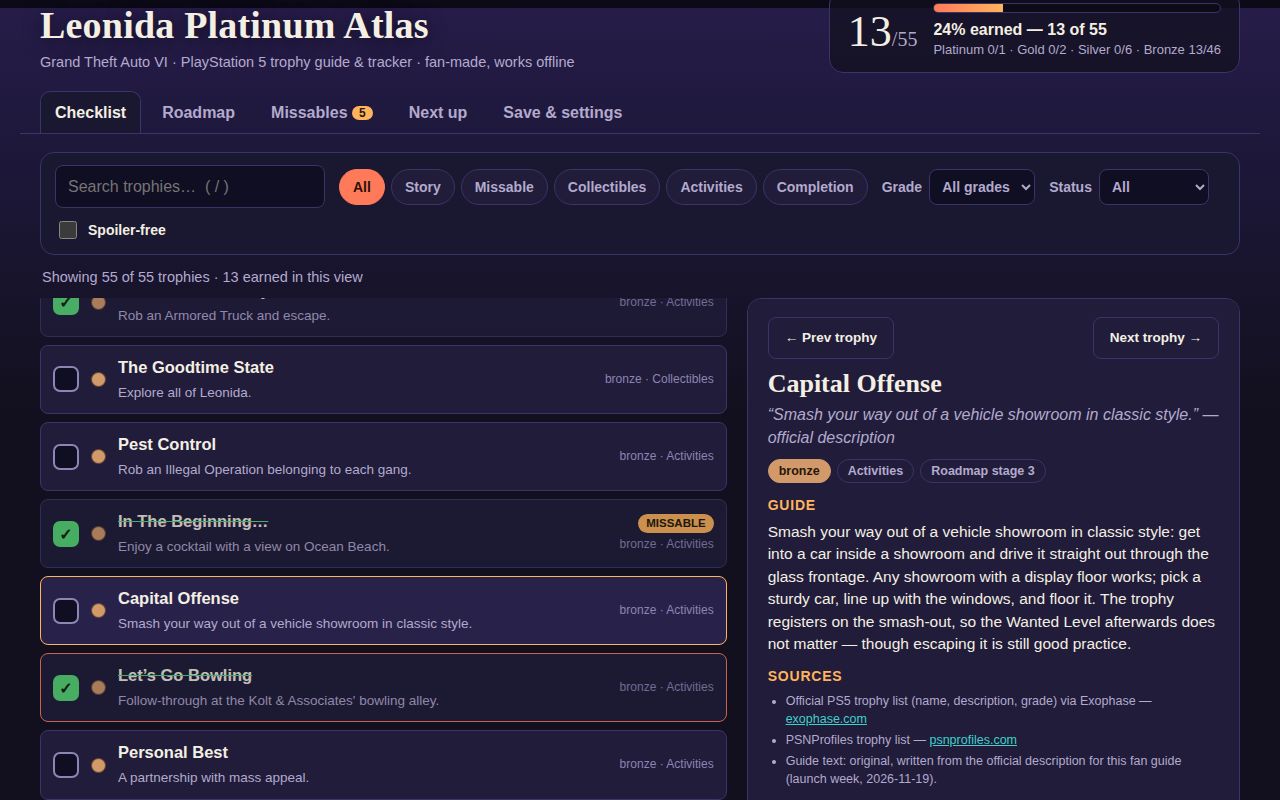 Leonida Platinum Atlas
Grand Theft Auto VI · PlayStation 5 trophy guide & tracker · fan-made, works offline
13/55
24% earned — 13 of 55
Platinum 0/1 · Gold 0/2 · Silver 0/6 · Bronze 13/46
Checklist
Roadmap
Missables 5
Next up
Save & settings
Search trophies… ( / )
All
Story
Missable
Collectibles
Activities
Completion
Grade
All grades
Status
All
Spoiler-free
Showing 55 of 55 trophies · 13 earned in this view
✓
Rob an Armored Truck and escape.
bronze · Activities
The Goodtime State
Explore all of Leonida.
bronze · Collectibles
Pest Control
Rob an Illegal Operation belonging to each gang.
bronze · Activities
✓
In The Beginning…
Enjoy a cocktail with a view on Ocean Beach.
MISSABLE
bronze · Activities
Capital Offense
Smash your way out of a vehicle showroom in classic style.
bronze · Activities
✓
Let’s Go Bowling
Follow-through at the Kolt & Associates' bowling alley.
bronze · Activities
Personal Best
A partnership with mass appeal.
bronze · Activities
← Prev trophy
Next trophy →
Capital Offense
“Smash your way out of a vehicle showroom in classic style.” —
official description
bronze
Activities
Roadmap stage 3
GUIDE
Smash your way out of a vehicle showroom in classic style: get
into a car inside a showroom and drive it straight out through the
glass frontage. Any showroom with a display floor works; pick a
sturdy car, line up with the windows, and floor it. The trophy
registers on the smash-out, so the Wanted Level afterwards does
not matter — though escaping it is still good practice.
SOURCES
• Official PS5 trophy list (name, description, grade) via Exophase —
exophase.com
• PSNProfiles trophy list — psnprofiles.com
• Guide text: original, written from the official description for this fan guide
(launch week, 2026-11-19).